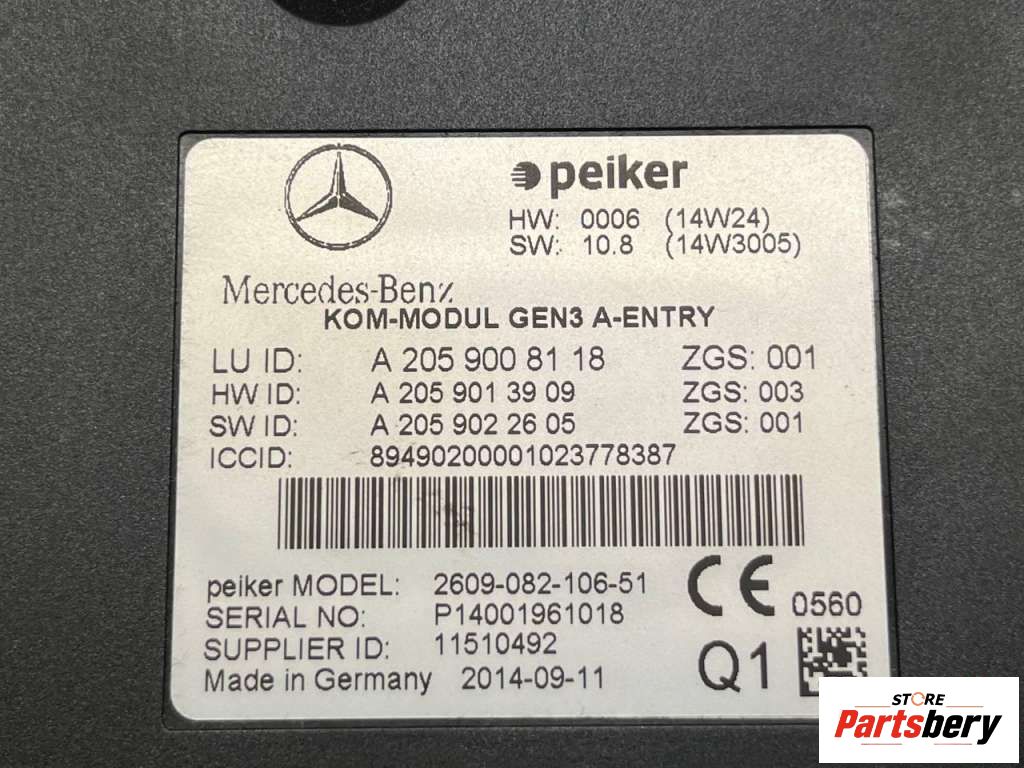 peiker
HW: 0006 (14W24)
SW: 10.8 (14W3005)
Mercedes-Benz
KOM-MODUL GEN3 A-ENTRY
LU ID: A 205 900 81 18 ZGS: 001
HW ID: A 205 901 39 09 ZGS: 003
SW ID: A 205 902 26 05 ZGS: 001
ICCID: 89490200001023778387
peiker MODEL: 2609-082-106-51
SERIAL NO: P14001961018
SUPPLIER ID: 11510492
Made in Germany 2014-09-11
CE 0560
Q1
STORE
Partsbery